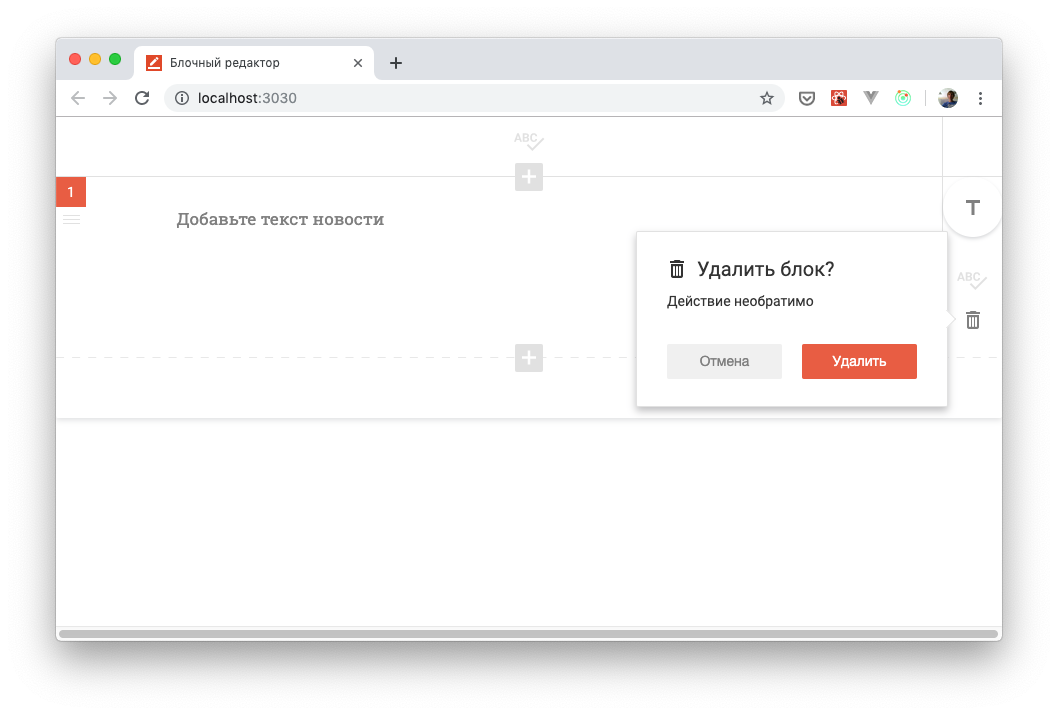 Блочный редактор
localhost:3030
ABC
1
Добавьте текст новости
T
Удалить блок?
ABC
Действие необратимо
Отмена
Удалить